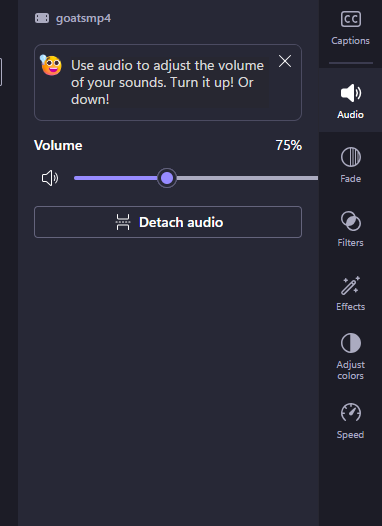 goatsmp4
Use audio to adjust the volume
of your sounds. Turn it up! Or
down!
Volume 75%
Detach audio
CC
Captions
Audio
Fade
Filters
Effects
Adjust
colors
Speed